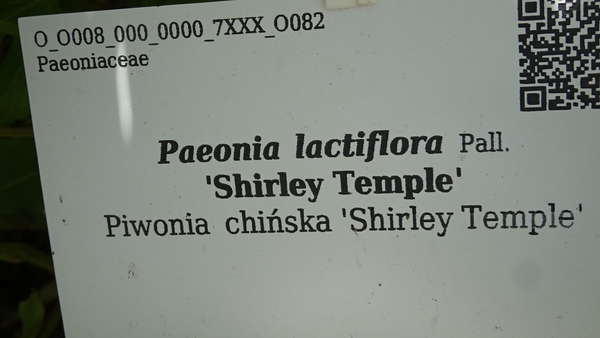 O_O008_000_0000_7XXX_O082
Paeoniaceae
Paeonia lactiflora Pall.
'Shirley Temple'
Piwonia chińska 'Shirley Temple'